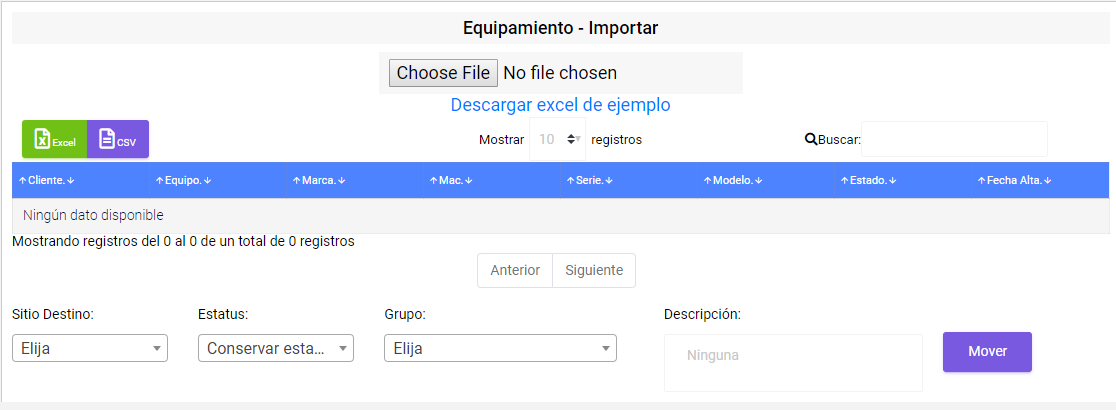 Equipamiento - Importar
Choose File No file chosen
Descargar excel de ejemplo
Excel CSV Mostrar 10 registros Buscar:
Cliente. Equipo. Marca. Mac. Serie. Modelo. Estado. Fecha Alta.
Ningún dato disponible
Mostrando registros del 0 al 0 de un total de 0 registros
Anterior Siguiente
Sitio Destino: Estatus: Grupo: Descripción:
Elija Conservar esta... Elija Ninguna Mover